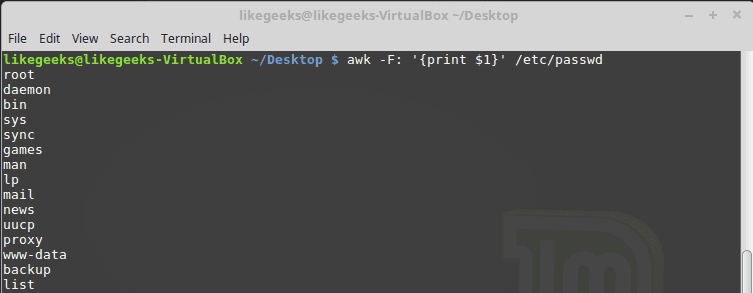 likegeeks@likegeeks-VirtualBox ~/Desktop
File Edit View Search Terminal Help
likegeeks@likegeeks-VirtualBox ~/Desktop $ awk -F: '{print $1}' /etc/passwd
root
daemon
bin
sys
sync
games
man
lp
mail
news
uucp
proxy
www-data
backup
list